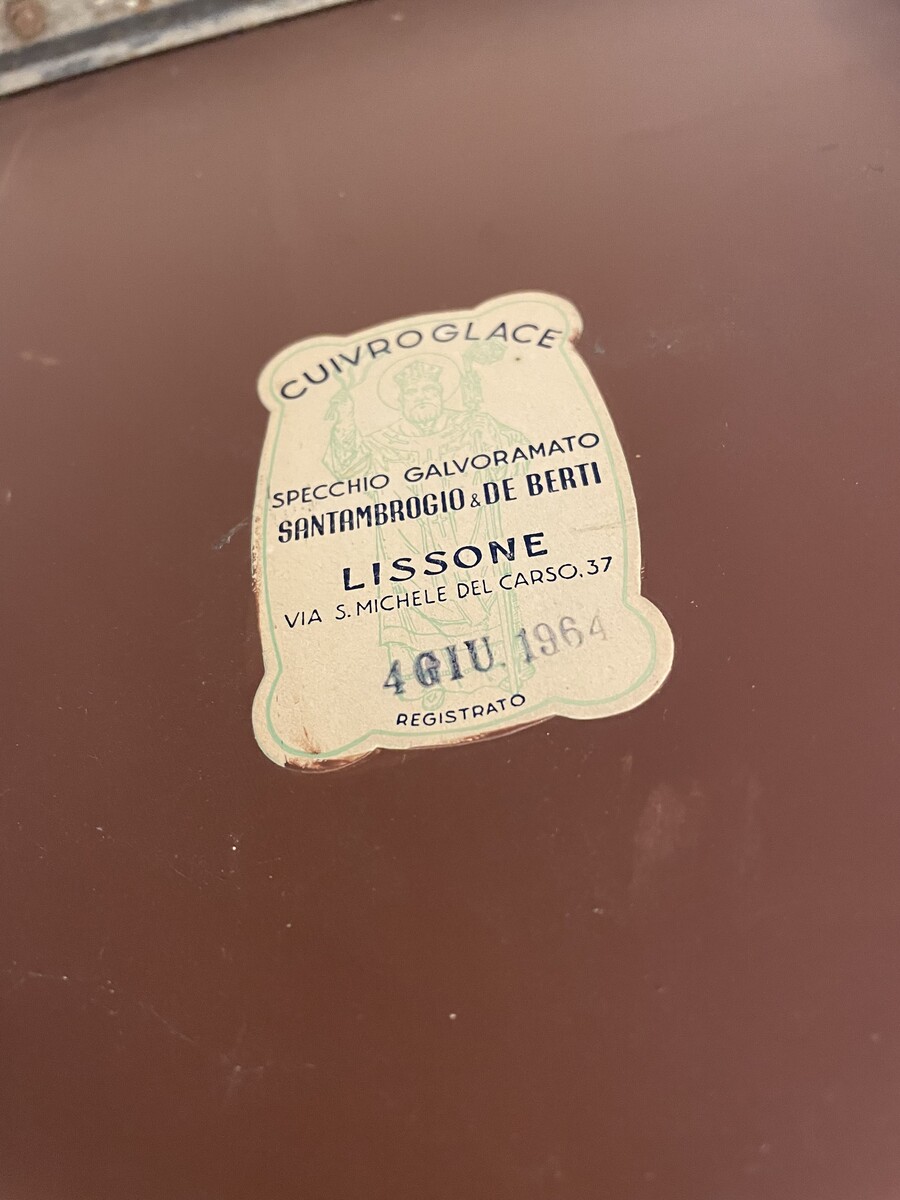 CUIVROGLACE
SPECCHIO GALVORAMATO
SANTAMBROGIO & DE BERTI
LISSONE
VIA S. MICHELE DEL CARSO, 37
4 GIU. 1964
REGISTRATO